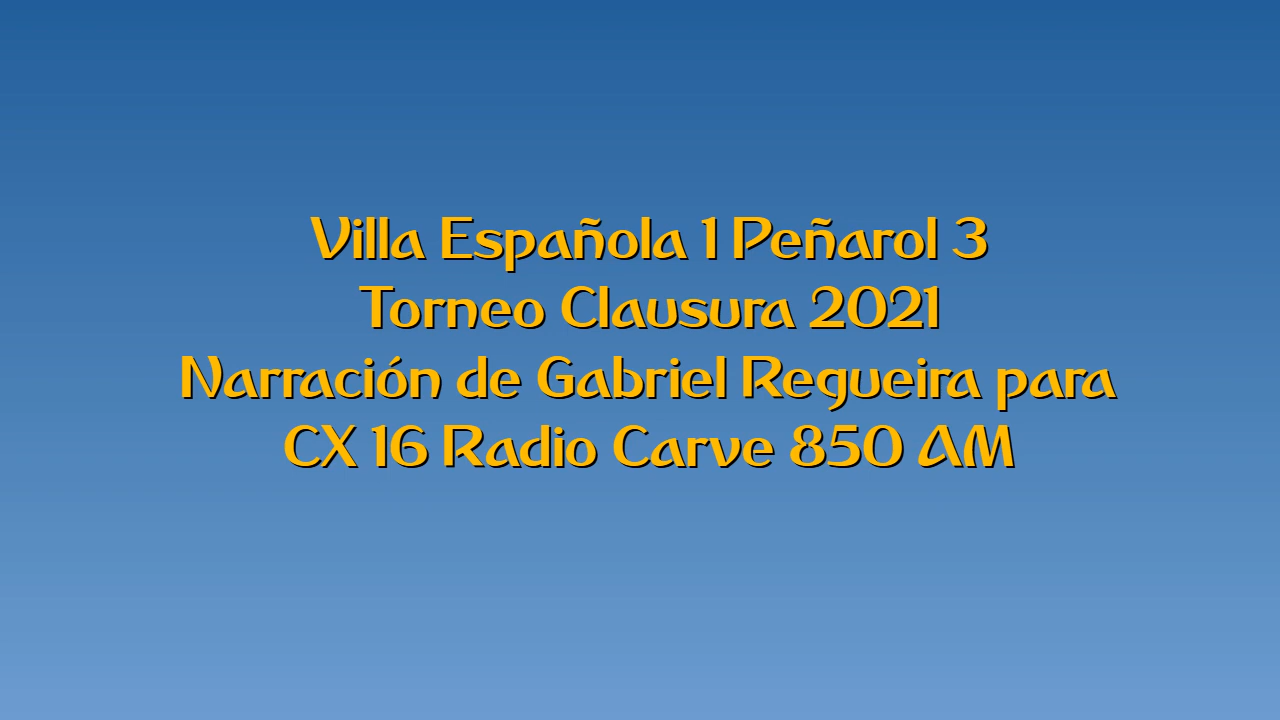 Villa Española 1 Peñarol 3
Torneo Clausura 2021
Narración de Gabriel Regueira para
CX 16 Radio Carve 850 AM